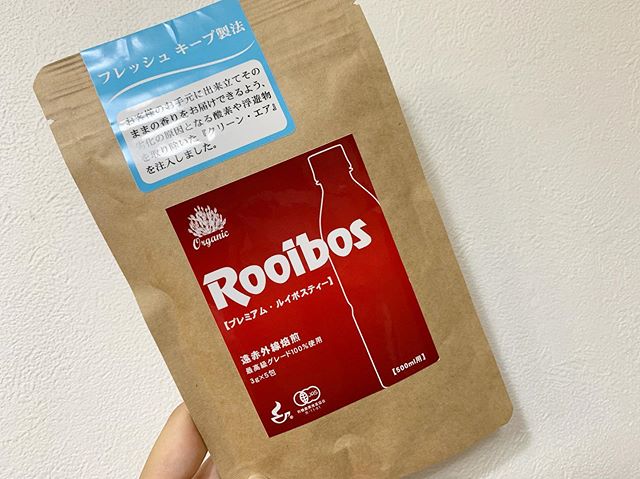 フレッシュ キープ製法
お客様のお手元に出来立てその
ままの香りをお届けできるよう、
劣化の原因となる酸素や浮遊物
を取り除いた『クリーン・エア』
を注入しました。
Organic
Rooibos
【プレミアム・ルイボスティー】
遠赤外線焙煎
最高級グレード100%使用
3g×5包
【500ml用】
JAS